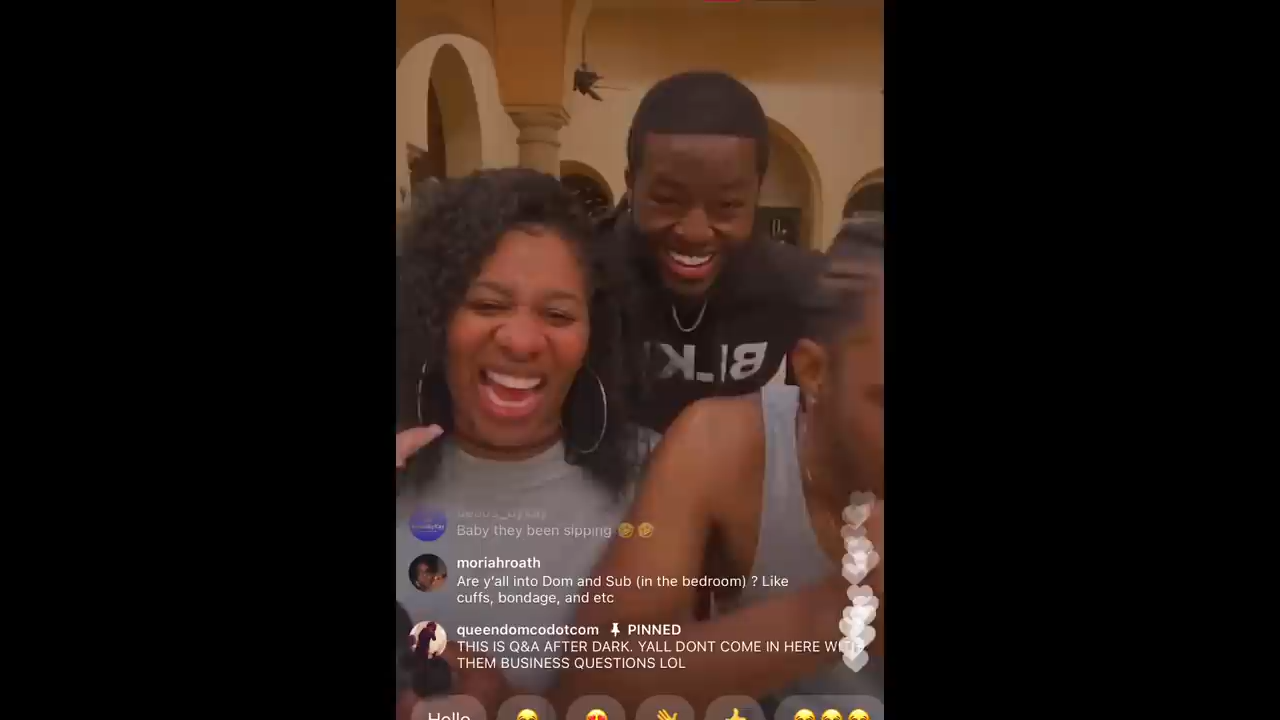 Baby they been sipping 🤣🤣
moriahroath
Are y'all into Dom and Sub (in the bedroom) ? Like
cuffs, bondage, and etc
queendomcodotcom 📌 PINNED
THIS IS Q&A AFTER DARK. YALL DONT COME IN HERE WITH
THEM BUSINESS QUESTIONS LOL
Hello